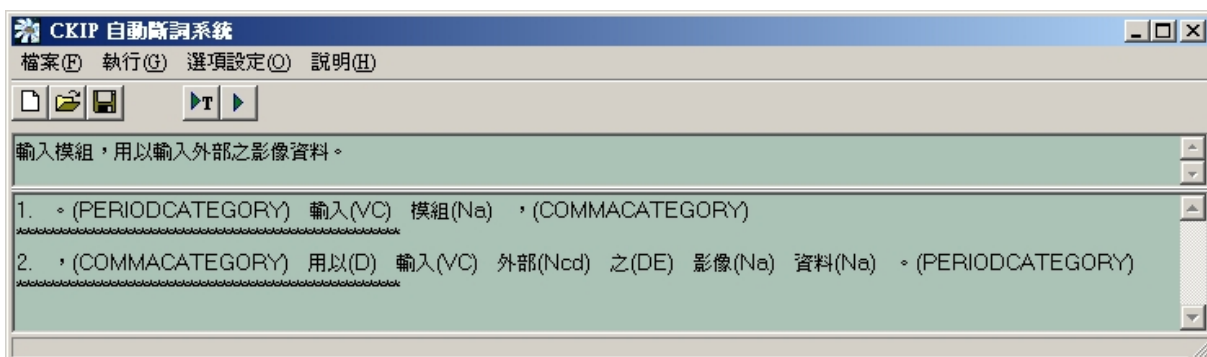 CKIP 自動斷詞系統
檔案(F) 執行(G) 選項設定(O) 說明(H)
T
輸入模組，用以輸入外部之影像資料。
1. 。(PERIODCATEGORY) 輸入(VC) 模組(Na) ，(COMMACATEGORY)
2. ，(COMMACATEGORY) 用以(D) 輸入(VC) 外部(Ncd) 之(DE) 影像(Na) 資料(Na) 。(PERIODCATEGORY)